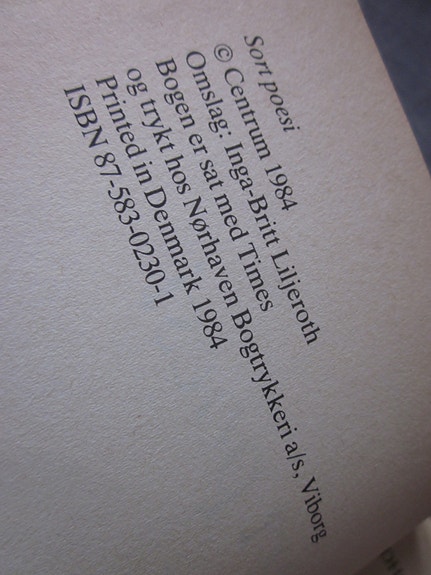 Sort poesi
© Centrum 1984
Omslag: Inga-Britt Liljeroth
Bogen er sat med Times
og trykt hos Nørhaven Bogtrykkeri a/s, Viborg
Printed in Denmark 1984
ISBN 87-583-0230-1